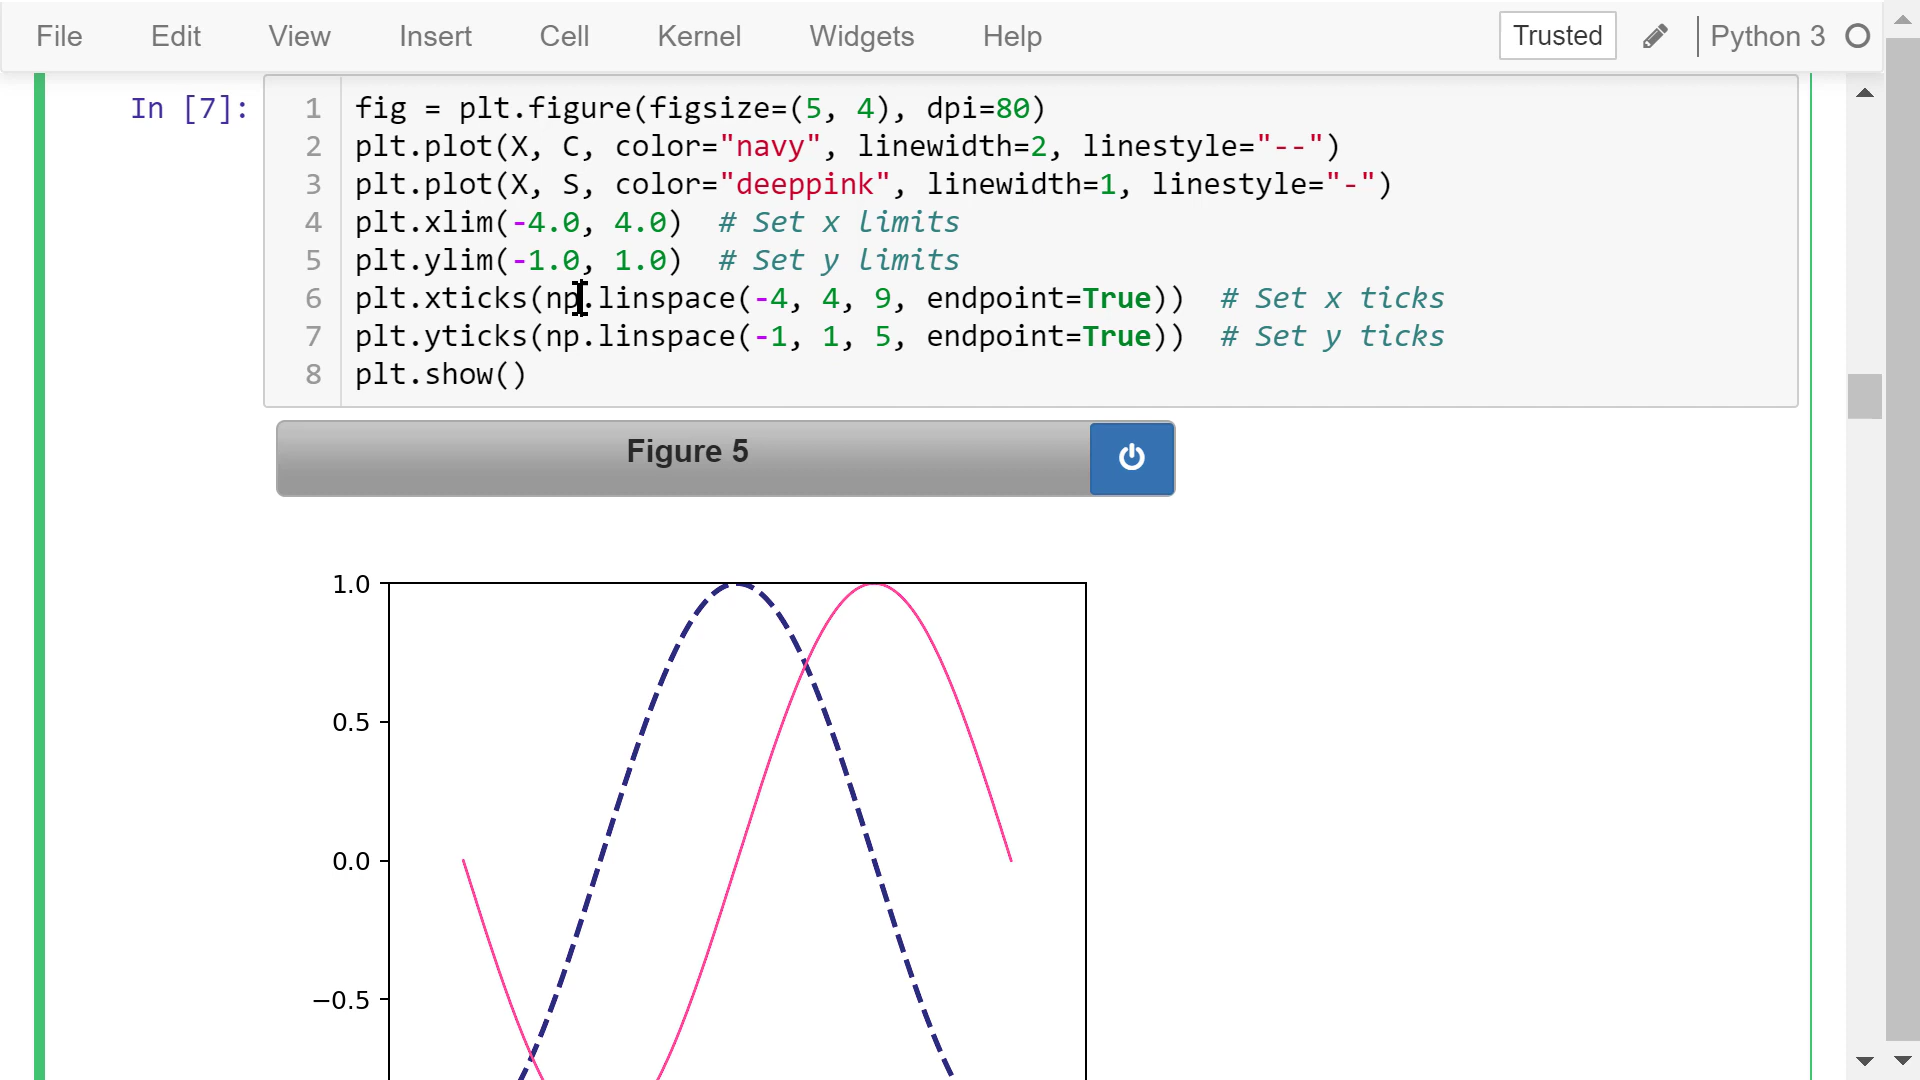 File Edit View Insert Cell Kernel Widgets Help Trusted Python 3
In [7]:
1 fig = plt.figure(figsize=(5, 4), dpi=80)
2 plt.plot(X, C, color="navy", linewidth=2, linestyle="--")
3 plt.plot(X, S, color="deeppink", linewidth=1, linestyle="-")
4 plt.xlim(-4.0, 4.0)  # Set x limits
5 plt.ylim(-1.0, 1.0)  # Set y limits
6 plt.xticks(np.linspace(-4, 4, 9, endpoint=True))  # Set x ticks
7 plt.yticks(np.linspace(-1, 1, 5, endpoint=True))  # Set y ticks
8 plt.show()
Figure 5
1.0
0.5
0.0
−0.5